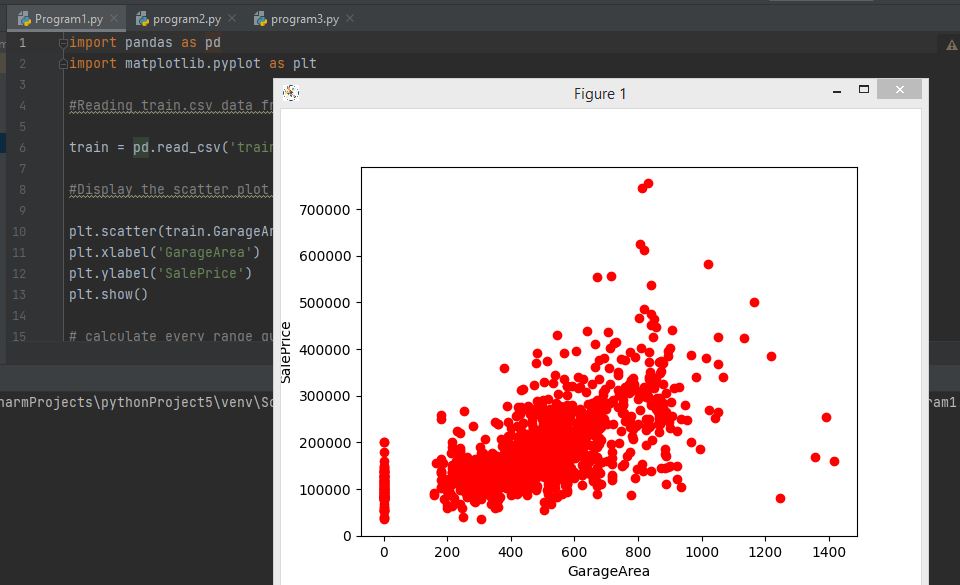 Program1.py program2.py program3.py
1 import pandas as pd
2 import matplotlib.pyplot as plt
3
4 #Reading train.csv data
5
6 train = pd.read_csv('train
7
8 #Display the scatter plot
9
10 plt.scatter(train.GarageAr
11 plt.xlabel('GarageArea')
12 plt.ylabel('SalePrice')
13 plt.show()
14
15 # calculate every range
harmProjects\pythonProject5\venv\Sc
ram1
Figure 1
SalePrice
700000
600000
500000
400000
300000
200000
100000
0
0 200 400 600 800 1000 1200 1400
GarageArea